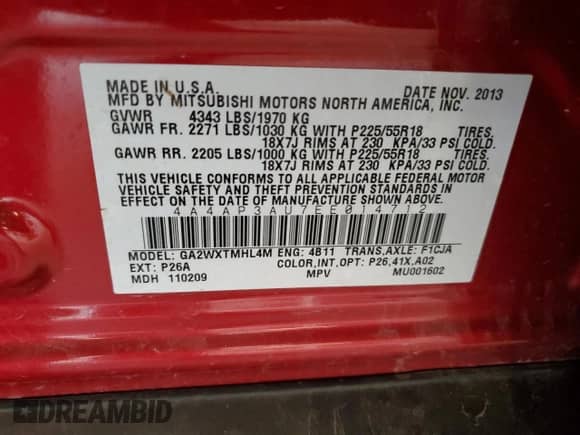 MADE IN U.S.A. DATE NOV. 2013
MFD BY MITSUBISHI MOTORS NORTH AMERICA, INC.
GVWR 4343 LBS/1970 KG
GAWR FR. 2271 LBS/1030 KG WITH P225/55R18
18X7J RIMS AT 230 KPA/33 PSI COLD.
GAWR RR. 2205 LBS/1000 KG WITH P225/55R18
18X7J RIMS AT 230 KPA/33 PSI COLD.
THIS VEHICLE CONFORMS TO ALL APPLICABLE FEDERAL MOTOR
VEHICLE SAFETY AND THEFT PREVENTION STANDARDS IN
EFFECT ON THE DATE OF MANUFACTURE SHOWN ABOVE.
4A4AP3AU7EE014712
MODEL: GA2WXTMHL4M ENG: 4B11 TRANS,AXLE: F1CJA
EXT: P26A COLOR,INT,OPT: P26,41X,A02
MDH 110209 MPV MU001602
DREAMBID